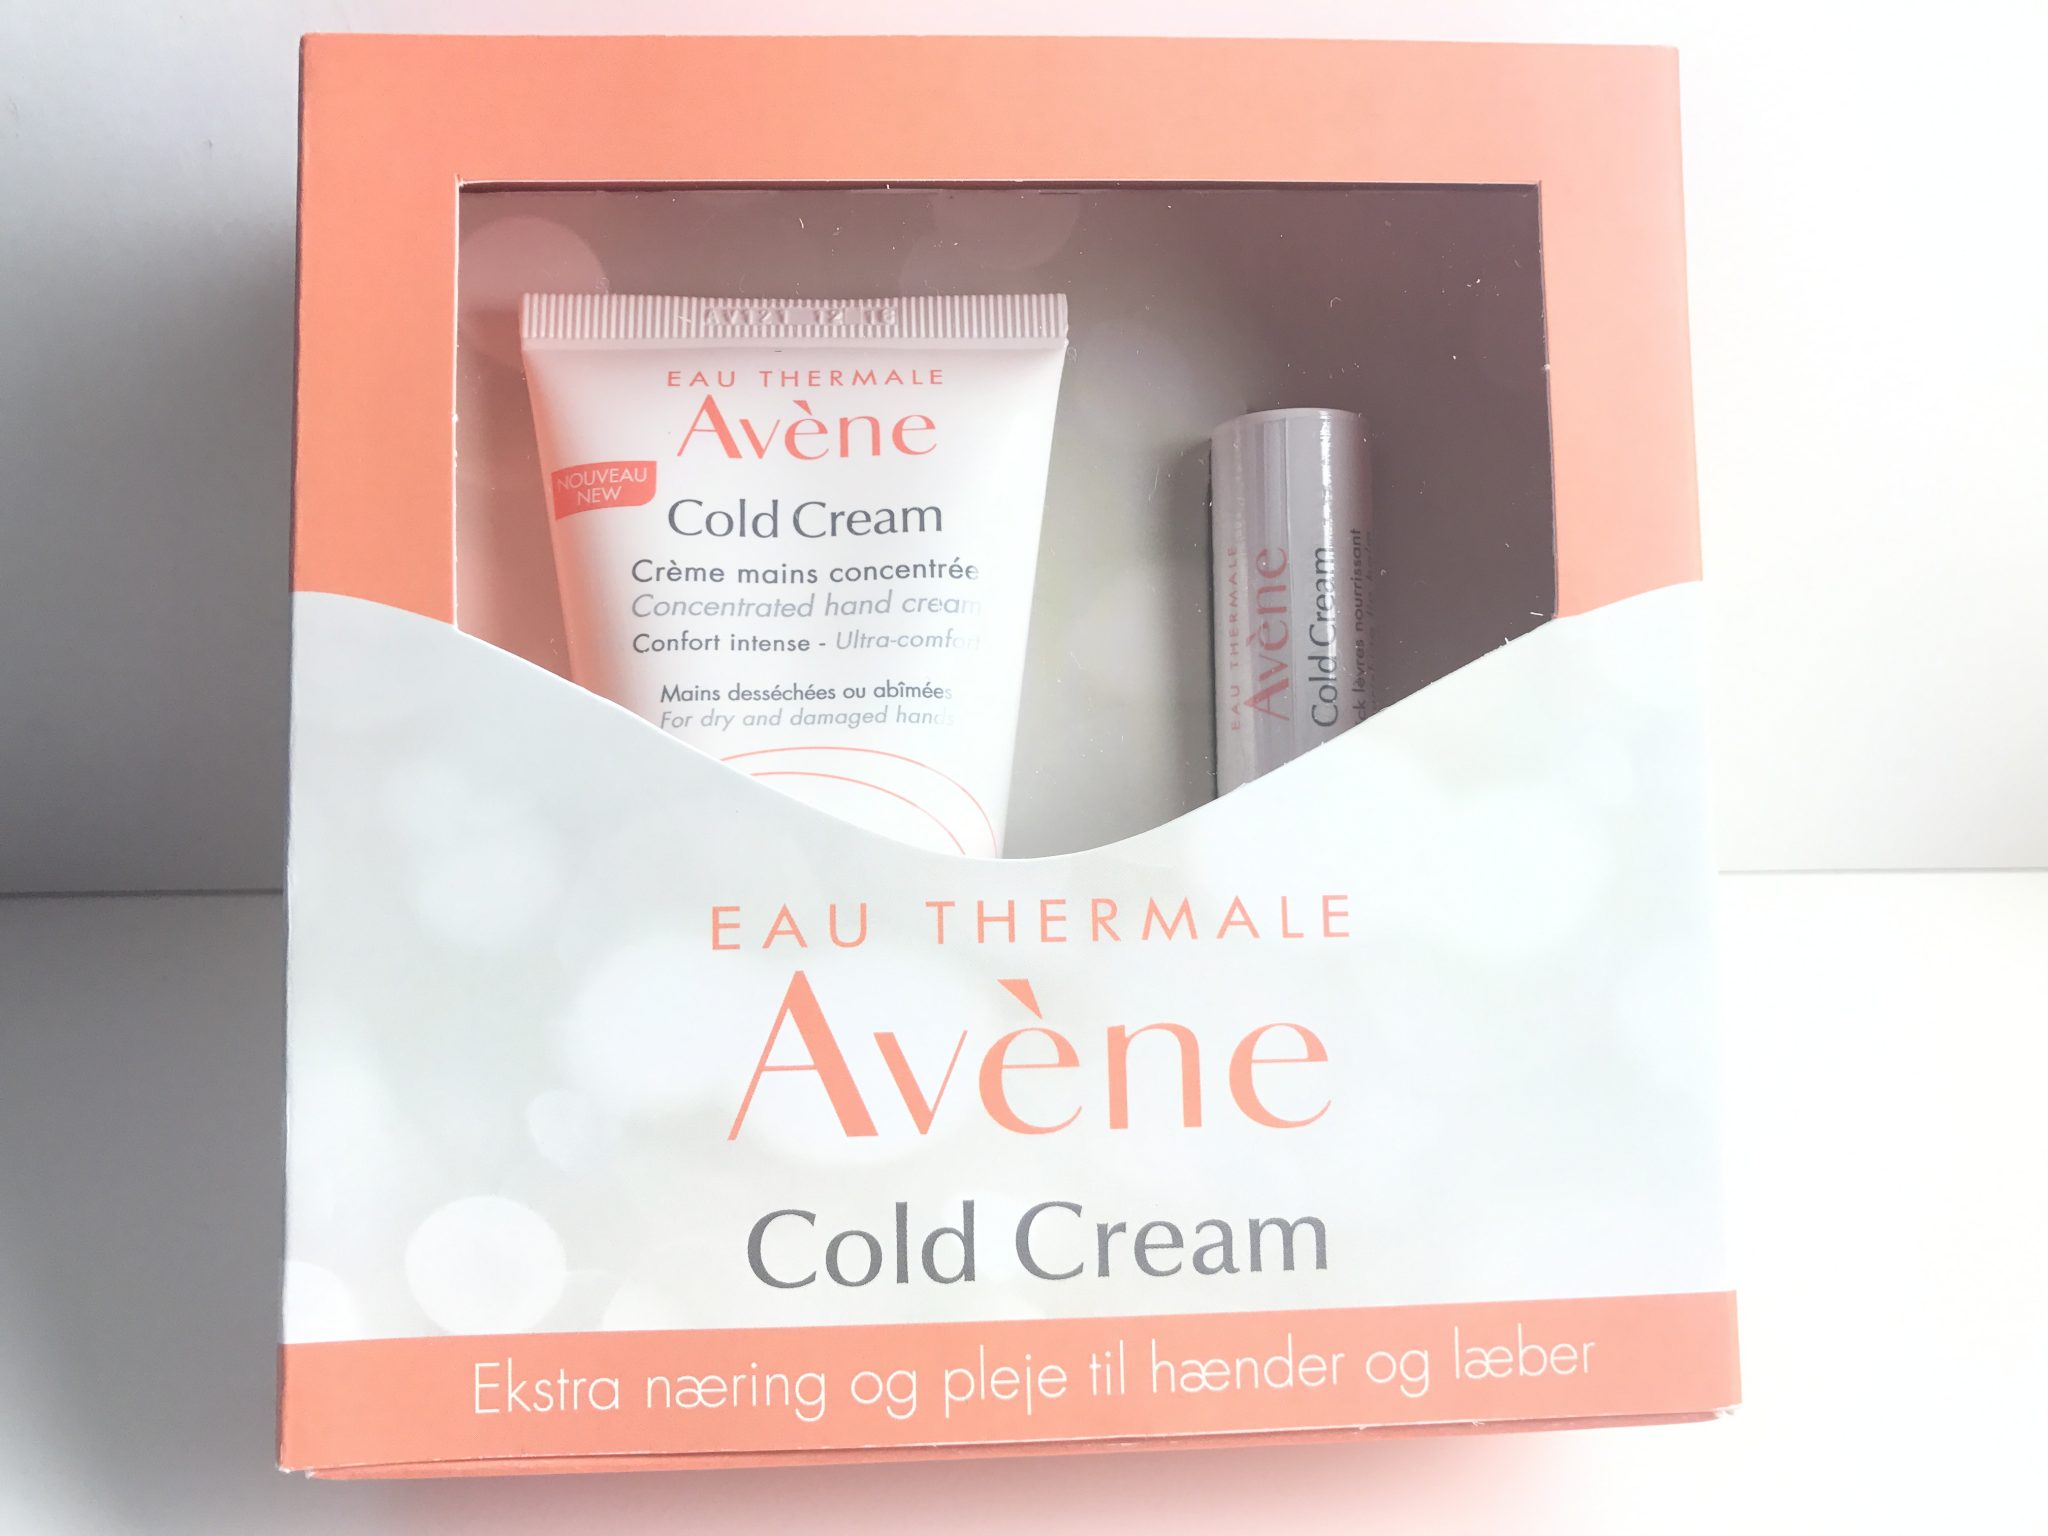 EAU THERMALE
Avène
NOUVEAU
NEW
Cold Cream
Crème mains concentrée
Concentrated hand cream
Confort intense - Ultra-comfort
Mains desséchées ou abîmées
For dry and damaged hands
EAU THERMALE
Avène
Cold Cream
lèvres nourrissant
EAU THERMALE
Avène
Cold Cream
Ekstra næring og pleje til hænder og læber